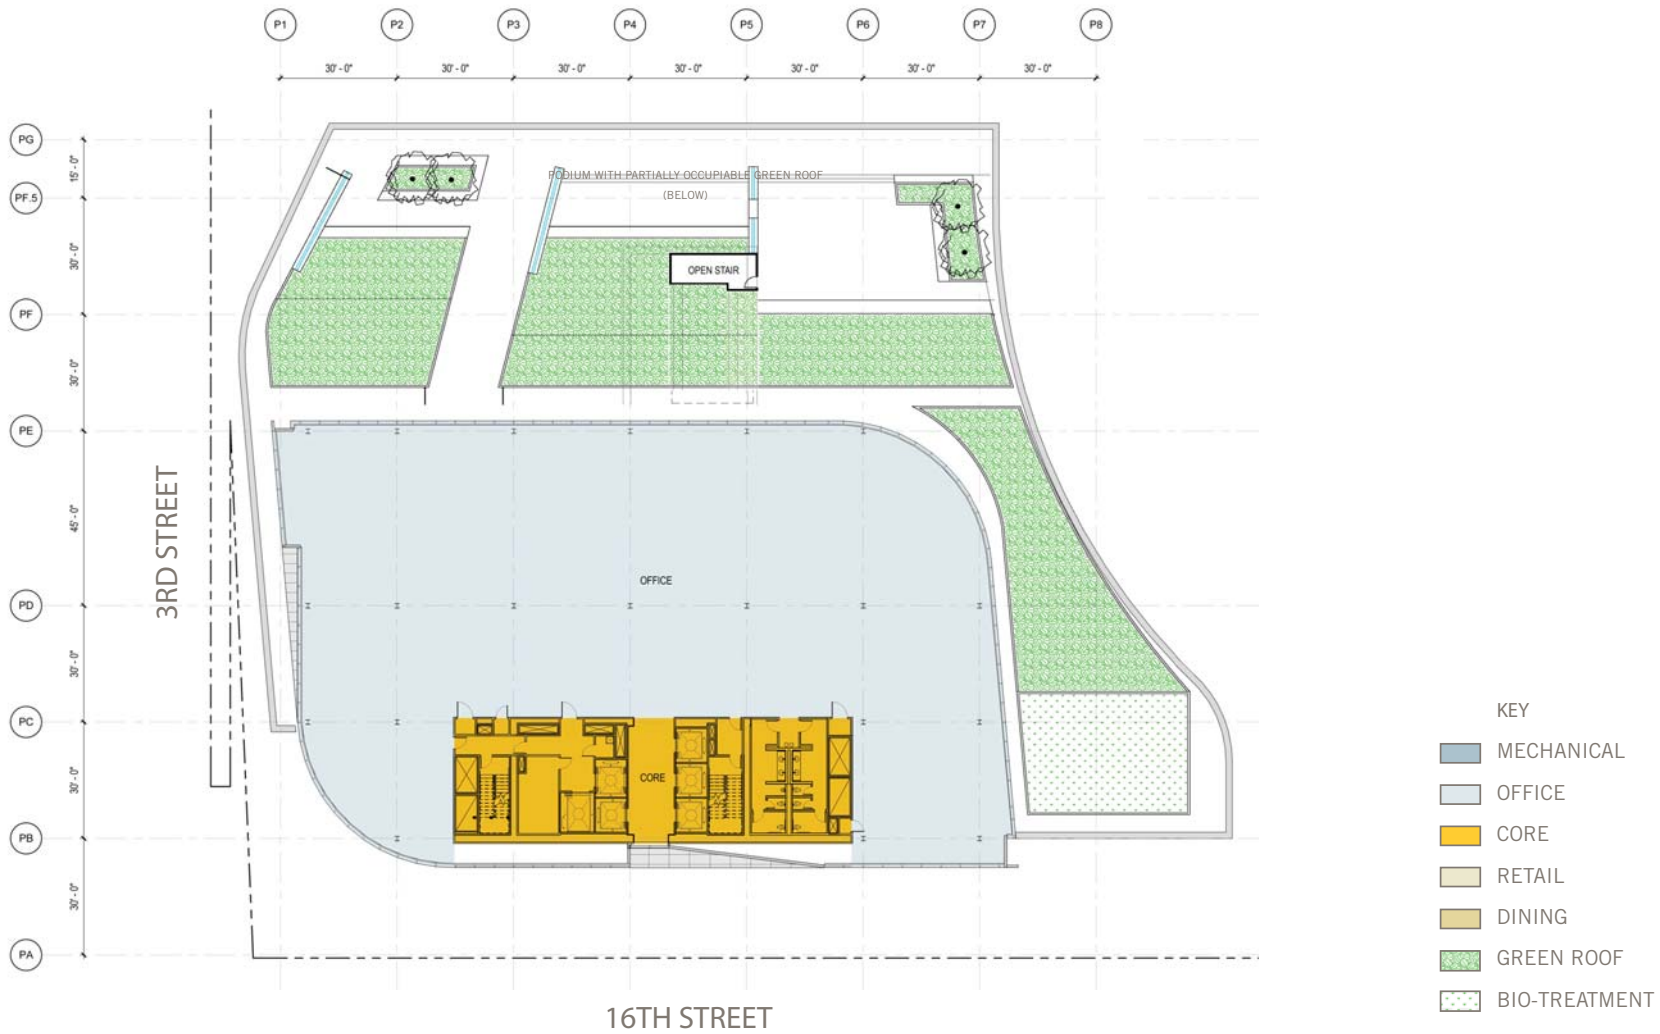 P1 P2 P3 P4 P5 P6 P7 P8
30' - 0" 30' - 0" 30' - 0" 30' - 0" 30' - 0" 30' - 0" 30' - 0"
PG
15' - 0"
PF.5
30' - 0"
PF
30' - 0"
PE
45' - 0"
PD
30' - 0"
PC
30' - 0"
PB
30' - 0"
PA
PODIUM WITH PARTIALLY OCCUPIABLE GREEN ROOF
(BELOW)
OPEN STAIR
3RD STREET
OFFICE
CORE
16TH STREET
KEY
MECHANICAL
OFFICE
CORE
RETAIL
DINING
GREEN ROOF
BIO-TREATMENT